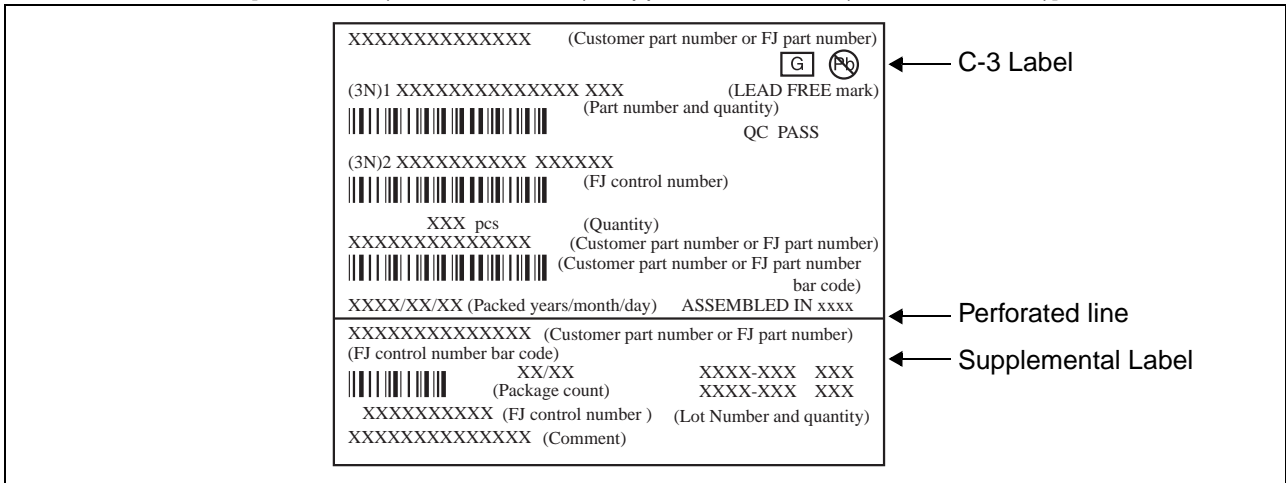 XXXXXXXXXXXXXX (Customer part number or FJ part number)
G Pb
C-3 Label
(3N)1 XXXXXXXXXXXXXX XXX (LEAD FREE mark)
(Part number and quantity)
QC PASS
(3N)2 XXXXXXXXXX XXXXXX
(FJ control number)
XXX pcs (Quantity)
XXXXXXXXXXXXXX (Customer part number or FJ part number)
(Customer part number or FJ part number
bar code)
XXXX/XX/XX (Packed years/month/day) ASSEMBLED IN xxxx
Perforated line
XXXXXXXXXXXXXX (Customer part number or FJ part number)
(FJ control number bar code)
Supplemental Label
XX/XX XXXX-XXX XXX
(Package count) XXXX-XXX XXX
XXXXXXXXXX (FJ control number ) (Lot Number and quantity)
XXXXXXXXXXXXXX (Comment)